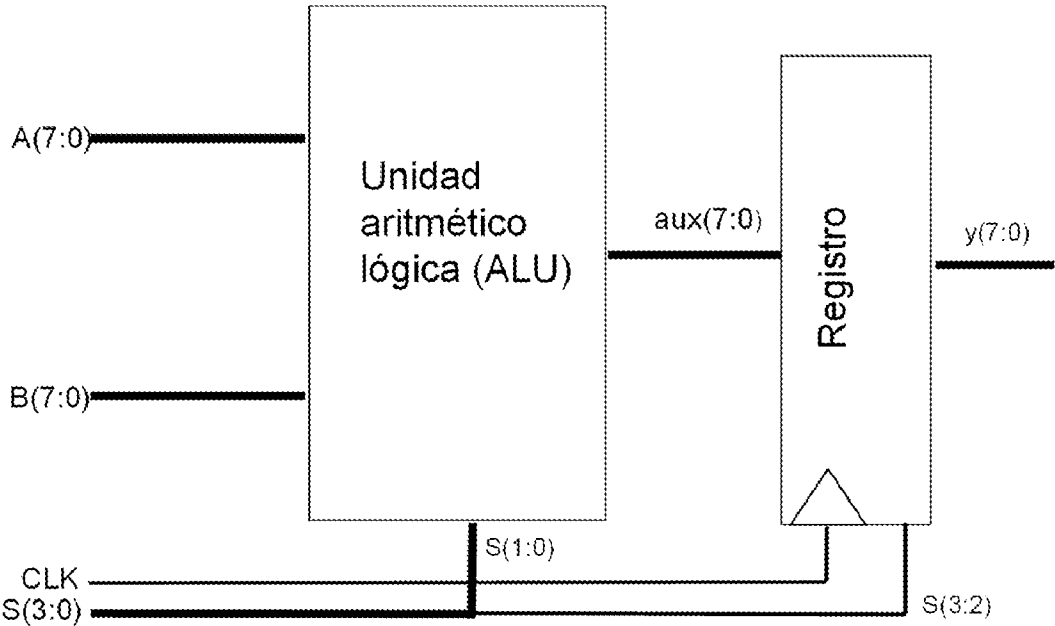 A(7:0)
Unidad
aritmético
lógica (ALU)
aux(7:0)
Registro
y(7:0)
B(7:0)
S(1:0)
CLK
S(3:0)
S(3:2)